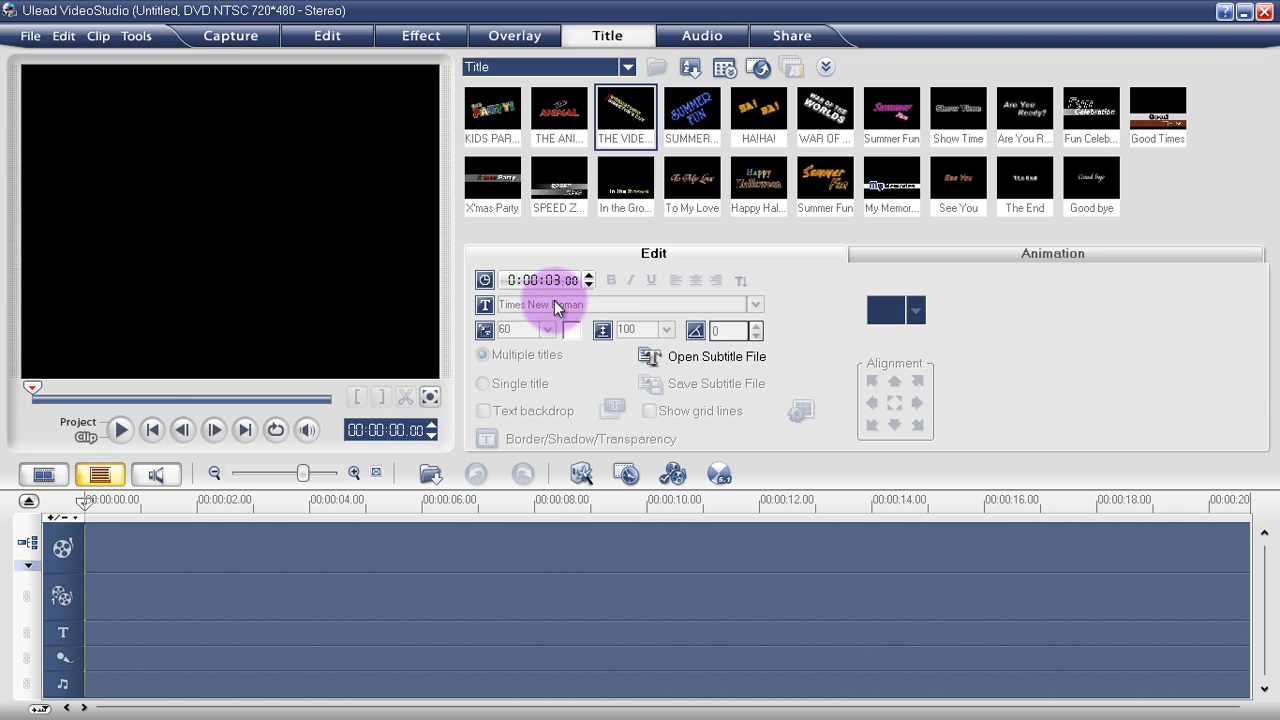 Ulead VideoStudio (Untitled, DVD NTSC 720*480 - Stereo)
File Edit Clip Tools Capture Edit Effect Overlay Title Audio Share
Title
KIDS PAR... THE ANI... THE VIDE... SUMMER... HAIHAI WAR OF ... Summer Fun Show Time Are You R... Fun Celeb... Good Times
X'mas Party SPEED Z... In the Gro... To My Lo... Happy Hal... Summer Fun My Memor... See You The End Good bye
Edit Animation
0:00:03.00 B I U
Times New Roman
60 100 0
Multiple titles Open Subtitle File
Alignment
Single title Save Subtitle File
Text backdrop Show grid lines
Border/Shadow/Transparency
Project
Clip
00:00:00.00
00:00:00.00 00:00:02.00 00:00:04.00 00:00:06.00 00:00:08.00 00:00:10.00 00:00:12.00 00:00:14.00 00:00:16.00 00:00:18.00 00:00:20